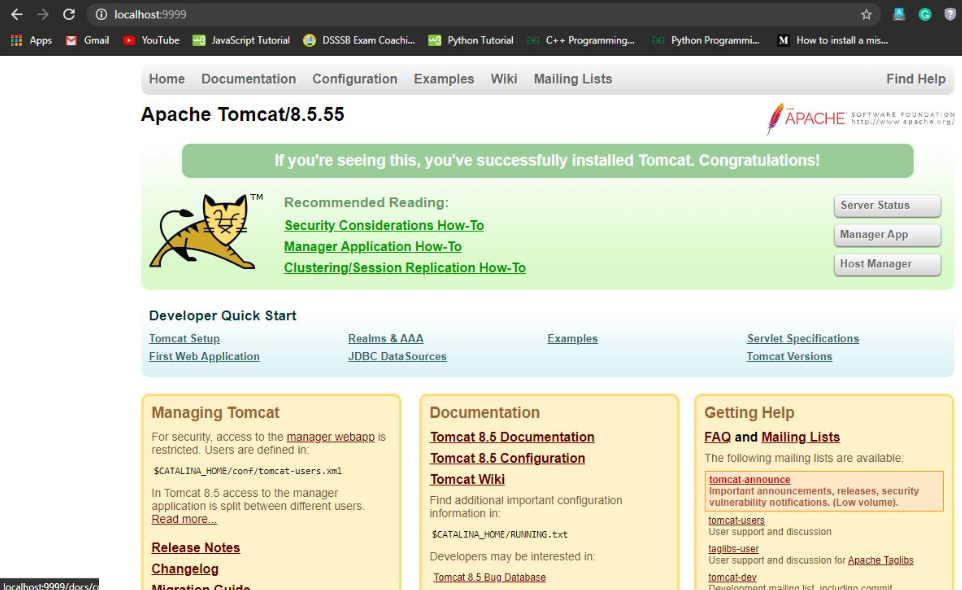 localhost:9999
Apps Gmail YouTube JavaScript Tutorial DSSSB Exam Coachi... Python Tutorial C++ Programming... Python Programmi... M How to install a mis...
Home Documentation Configuration Examples Wiki Mailing Lists Find Help
Apache Tomcat/8.5.55
THE APACHE SOFTWARE FOUNDATION
http://www.apache.org/
If you're seeing this, you've successfully installed Tomcat. Congratulations!
TM
Recommended Reading:
Security Considerations How-To
Manager Application How-To
Clustering/Session Replication How-To
Server Status
Manager App
Host Manager
Developer Quick Start
Tomcat Setup
First Web Application
Realms & AAA
JDBC DataSources
Examples
Servlet Specifications
Tomcat Versions
Managing Tomcat
For security, access to the manager webapp is
restricted. Users are defined in:
$CATALINA_HOME/conf/tomcat-users.xml
In Tomcat 8.5 access to the manager
application is split between different users.
Read more...
Release Notes
Changelog
Migration Guide
Documentation
Tomcat 8.5 Documentation
Tomcat 8.5 Configuration
Tomcat Wiki
Find additional important configuration
information in:
$CATALINA_HOME/RUNNING.txt
Developers may be interested in:
Tomcat 8.5 Bug Database
Getting Help
FAQ and Mailing Lists
The following mailing lists are available:
tomcat-announce
Important announcements, releases, security
vulnerability notifications. (Low volume).
tomcat-users
User support and discussion
taglibs-user
User support and discussion for Apache Taglibs
tomcat-dev
Development mailing list, including commit
localhost:9999/docs/c